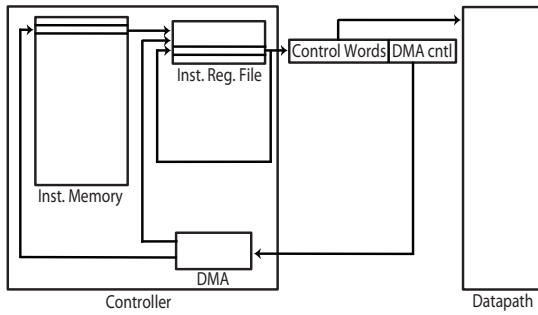 Control Words DMA cntl
Inst. Reg. File
Inst. Memory
DMA
Controller
Datapath